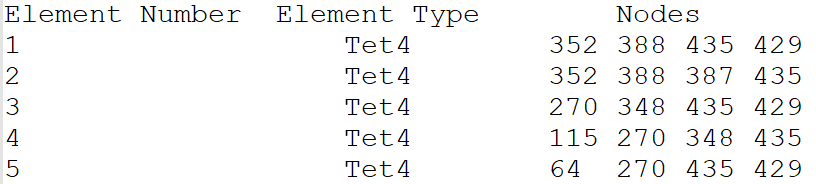 Element Number  Element Type        Nodes
1                   Tet4        352 388 435 429
2                   Tet4        352 388 387 435
3                   Tet4        270 348 435 429
4                   Tet4        115 270 348 435
5                   Tet4        64  270 435 429